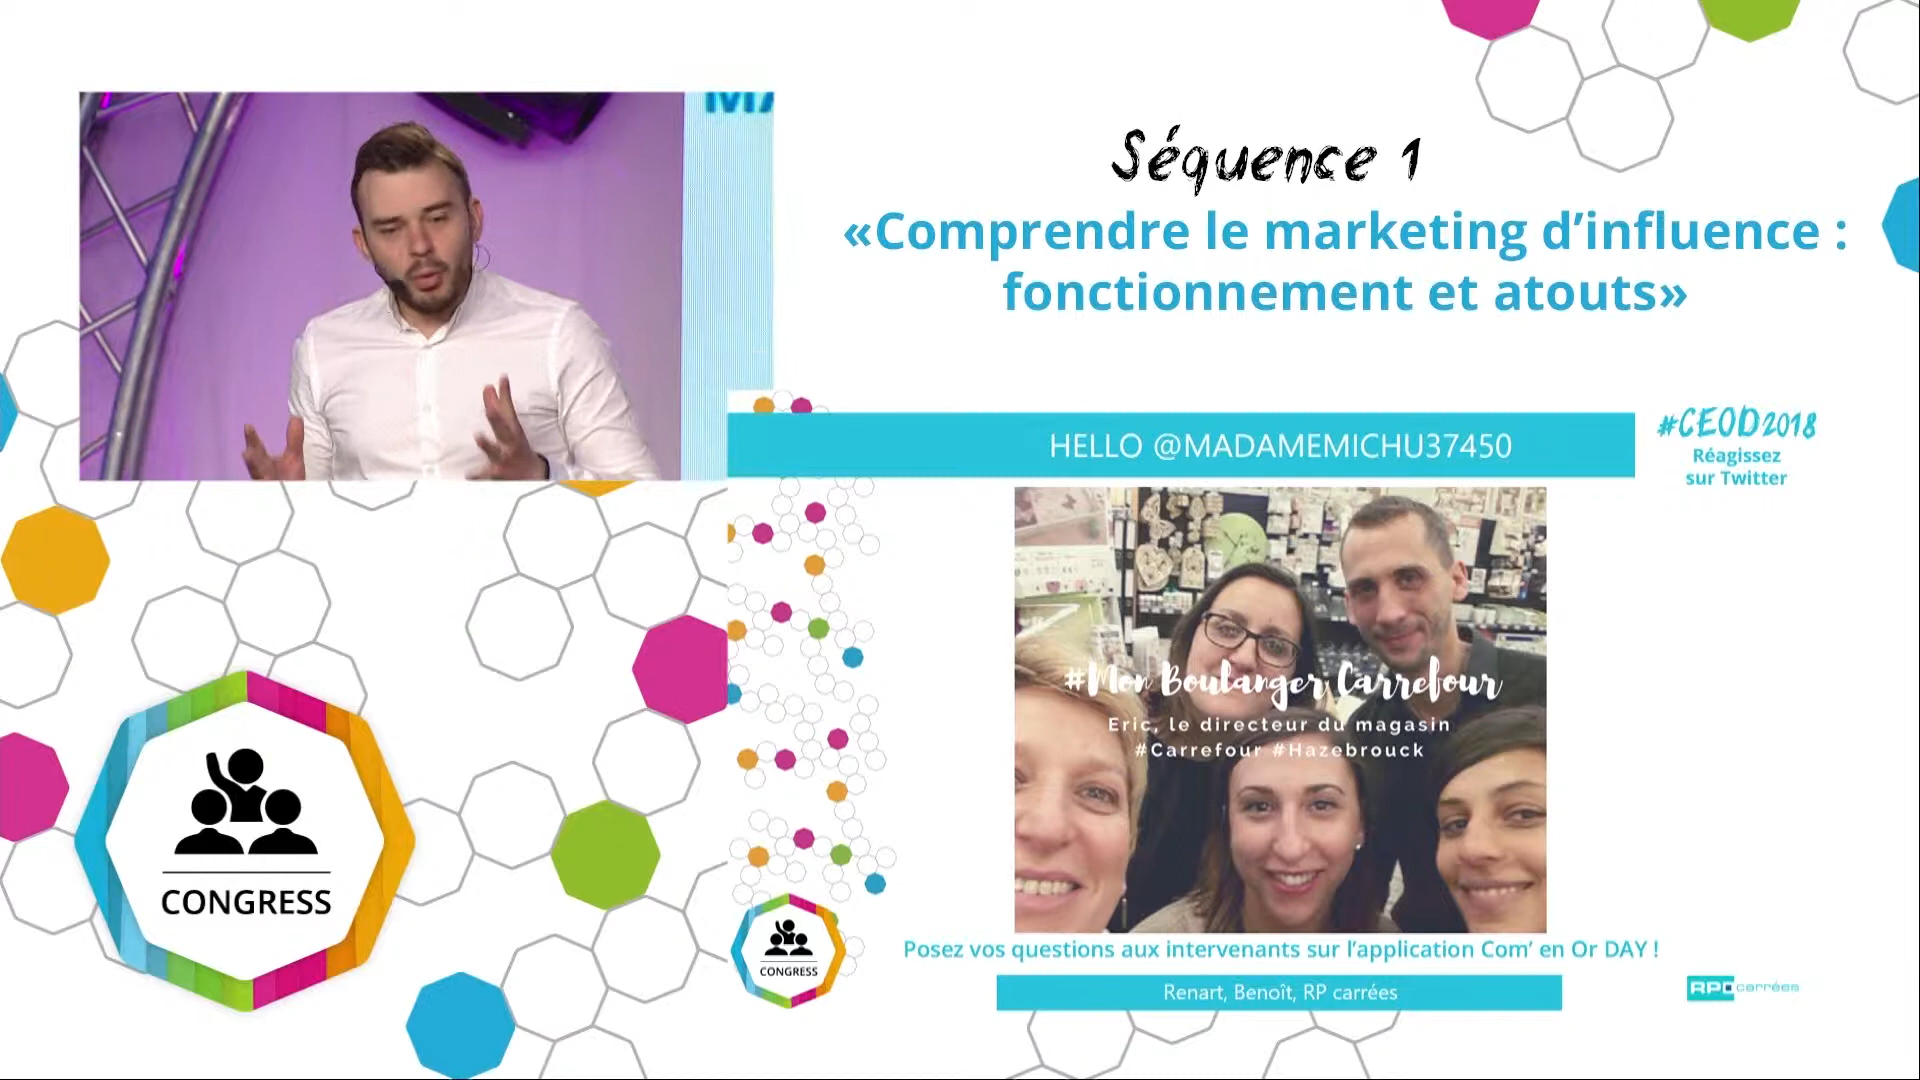 MA
Séquence 1
«Comprendre le marketing d’influence :
fonctionnement et atouts»
HELLO @MADAMEMICHU37450
#CEOD2018
Réagissez
sur Twitter
#Mon Boulanger Carrefour
Eric, le directeur du magasin
#Carrefour #Hazebrouck
CONGRESS
CONGRESS
Posez vos questions aux intervenants sur l’application Com’ en Or DAY !
Renart, Benoît, RP carrées
RP carrées